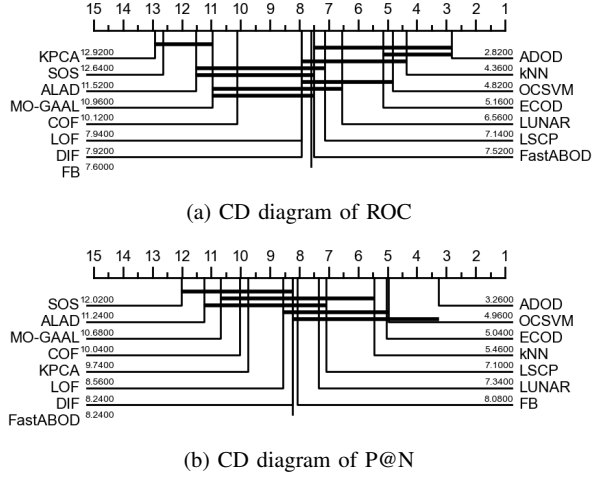 15 14 13 12 11 10 9 8 7 6 5 4 3 2 1
KPCA 12.9200 2.8200 ADOD
SOS 12.6400 4.3600 kNN
ALAD 11.5200 4.8200 OCSVM
MO-GAAL 10.9600 5.1600 ECOD
COF 10.1200 6.5600 LUNAR
LOF 7.9400 7.1400 LSCP
DIF 7.9200 7.5200 FastABOD
FB 7.6000
(a) CD diagram of ROC
15 14 13 12 11 10 9 8 7 6 5 4 3 2 1
SOS 12.0200 3.2600 ADOD
ALAD 11.2400 4.9600 OCSVM
MO-GAAL 10.6800 5.0400 ECOD
COF 10.0400 5.4600 kNN
KPCA 9.7400 7.1000 LSCP
LOF 8.5600 7.3400 LUNAR
DIF 8.2400 8.0800 FB
FastABOD 8.2400
(b) CD diagram of P@N